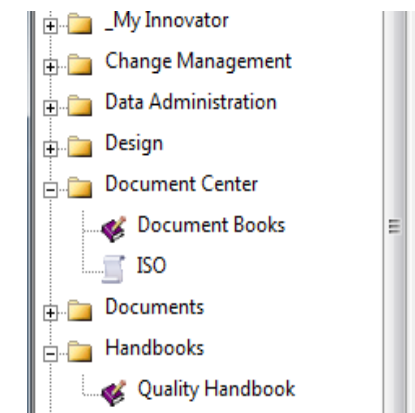 _My Innovator
Change Management
Data Administration
Design
Document Center
Document Books
ISO
Documents
Handbooks
Quality Handbook